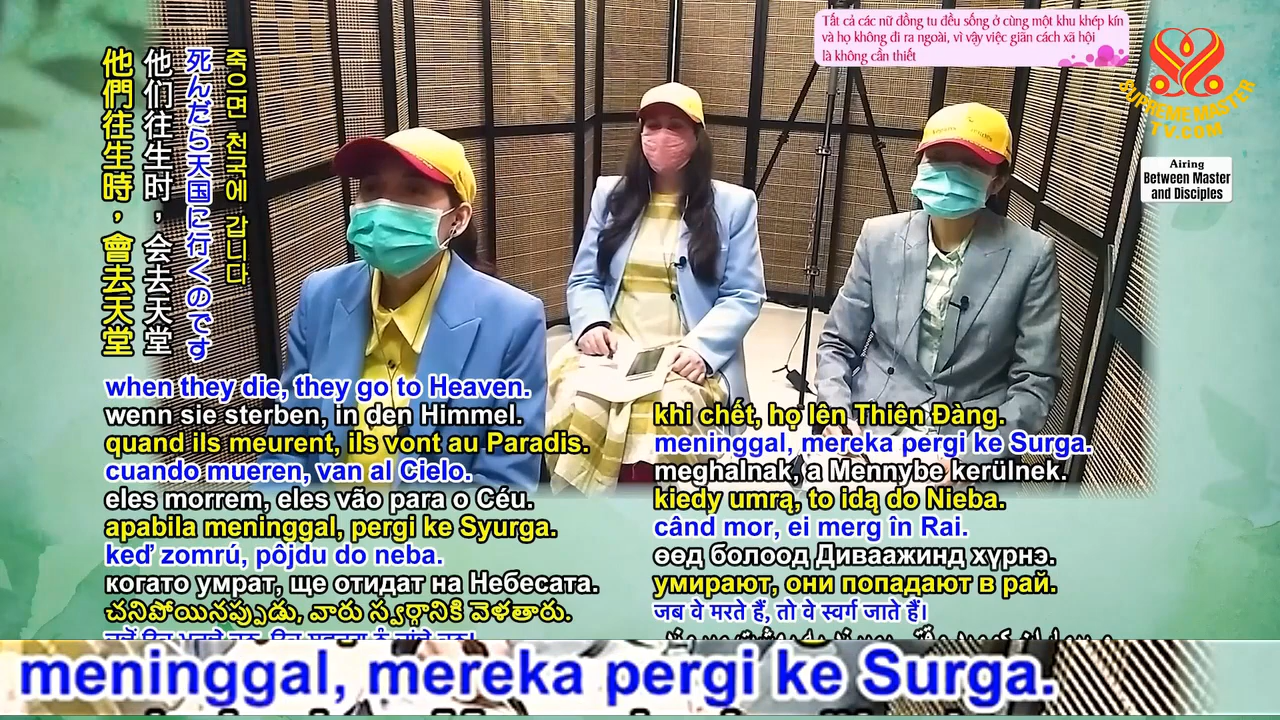 Tất cả các nữ đồng tu đều sống ở cùng một khu khép kín
và họ không đi ra ngoài, vì vậy việc giãn cách xã hội
là không cần thiết
SUPREME MASTER
TV.COM
Airing
Between Master
and Disciples
죽으면 천국에 갑니다
死んだら天国に行くのです
他们往生时，会去天堂
他們往生時，會去天堂
when they die, they go to Heaven.
wenn sie sterben, in den Himmel.
quand ils meurent, ils vont au Paradis.
cuando mueren, van al Cielo.
eles morrem, eles vão para o Céu.
apabila meninggal, pergi ke Syurga.
keď zomrú, pôjdu do neba.
когато умрат, ще отидат на Небесата.
చనిపోయినప్పుడు, వారు స్వర్గానికి వెళతారు.
khi chết, họ lên Thiên Đàng.
meninggal, mereka pergi ke Surga.
meghalnak, a Mennybe kerülnek.
kiedy umrą, to idą do Nieba.
când mor, ei merg în Rai.
өөд болоод Диваажинд хүрнэ.
умирают, они попадают в рай.
जब वे मरते हैं, तो वे स्वर्ग जाते हैं।
meninggal, mereka pergi ke Surga.